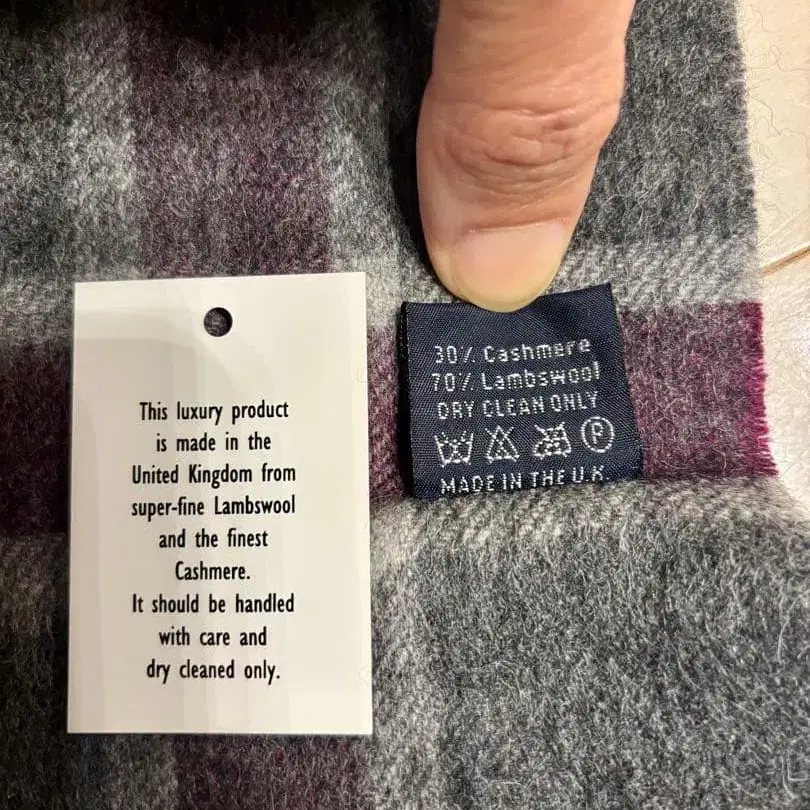 This luxury product
is made in the
United Kingdom from
super-fine Lambswool
and the finest
Cashmere.
It should be handled
with care and
dry cleaned only.
30% Cashmere
70% Lambswool
DRY CLEAN ONLY
P
MADE IN THE U.K.